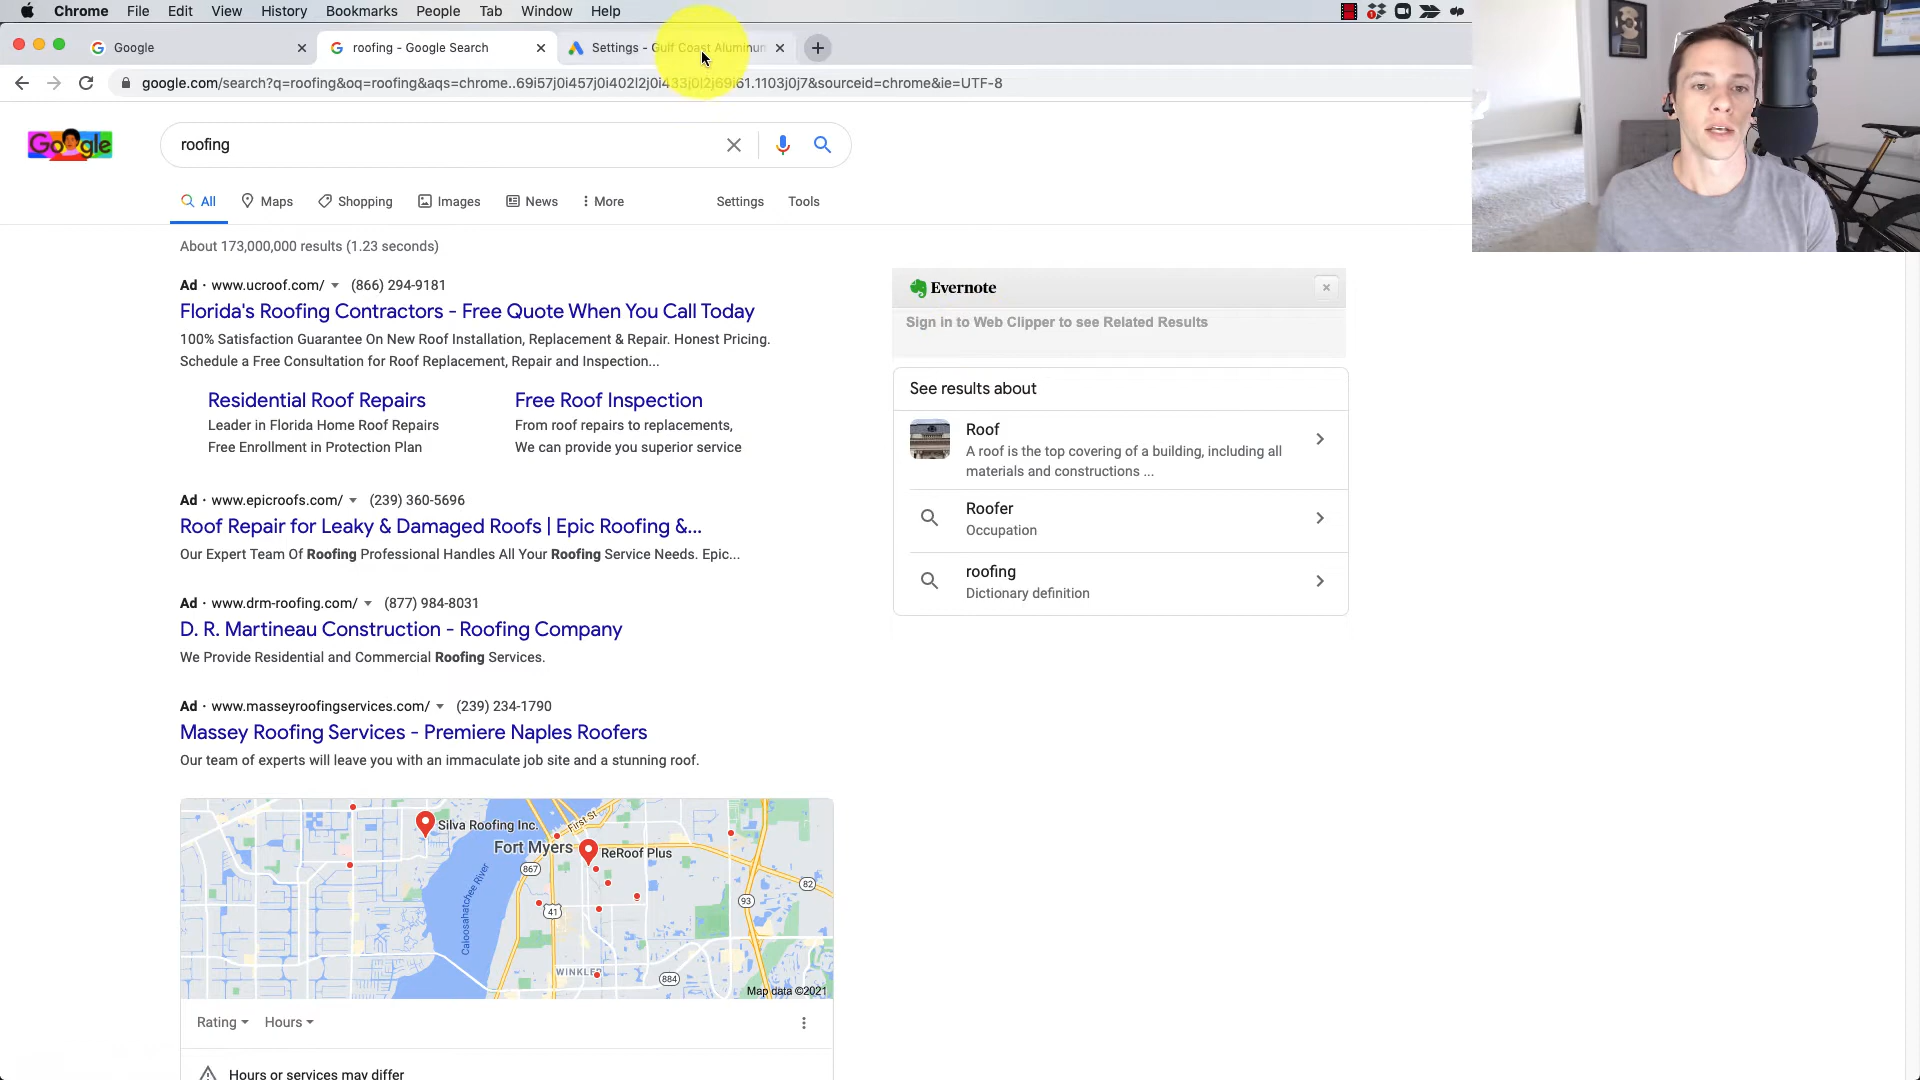 Chrome File Edit View History Bookmarks People Tab Window Help
Google
roofing - Google Search
Settings - Gulf Coast Aluminum
google.com/search?q=roofing&oq=roofing&aqs=chrome..69i57j0i457j0i402l2j0i433j0l2j69i61.1103j0j7&sourceid=chrome&ie=UTF-8
Google
roofing
All Maps Shopping Images News More Settings Tools
About 173,000,000 results (1.23 seconds)
Ad · www.ucroof.com/ (866) 294-9181
Florida's Roofing Contractors - Free Quote When You Call Today
100% Satisfaction Guarantee On New Roof Installation, Replacement & Repair. Honest Pricing.
Schedule a Free Consultation for Roof Replacement, Repair and Inspection...
Residential Roof Repairs
Leader in Florida Home Roof Repairs
Free Enrollment in Protection Plan
Free Roof Inspection
From roof repairs to replacements,
We can provide you superior service
Ad · www.epicroofs.com/ (239) 360-5696
Roof Repair for Leaky & Damaged Roofs | Epic Roofing &...
Our Expert Team Of Roofing Professional Handles All Your Roofing Service Needs. Epic...
Ad · www.drm-roofing.com/ (877) 984-8031
D. R. Martineau Construction - Roofing Company
We Provide Residential and Commercial Roofing Services.
Ad · www.masseyroofingservices.com/ (239) 234-1790
Massey Roofing Services - Premiere Naples Roofers
Our team of experts will leave you with an immaculate job site and a stunning roof.
Silva Roofing Inc.
First St
Fort Myers
ReRoof Plus
867
82
93
41
Caloosahatchee River
WINKLER
884
Map data ©2021
Rating Hours
Hours or services may differ
Evernote
Sign in to Web Clipper to see Related Results
See results about
Roof
A roof is the top covering of a building, including all
materials and constructions ...
Roofer
Occupation
roofing
Dictionary definition